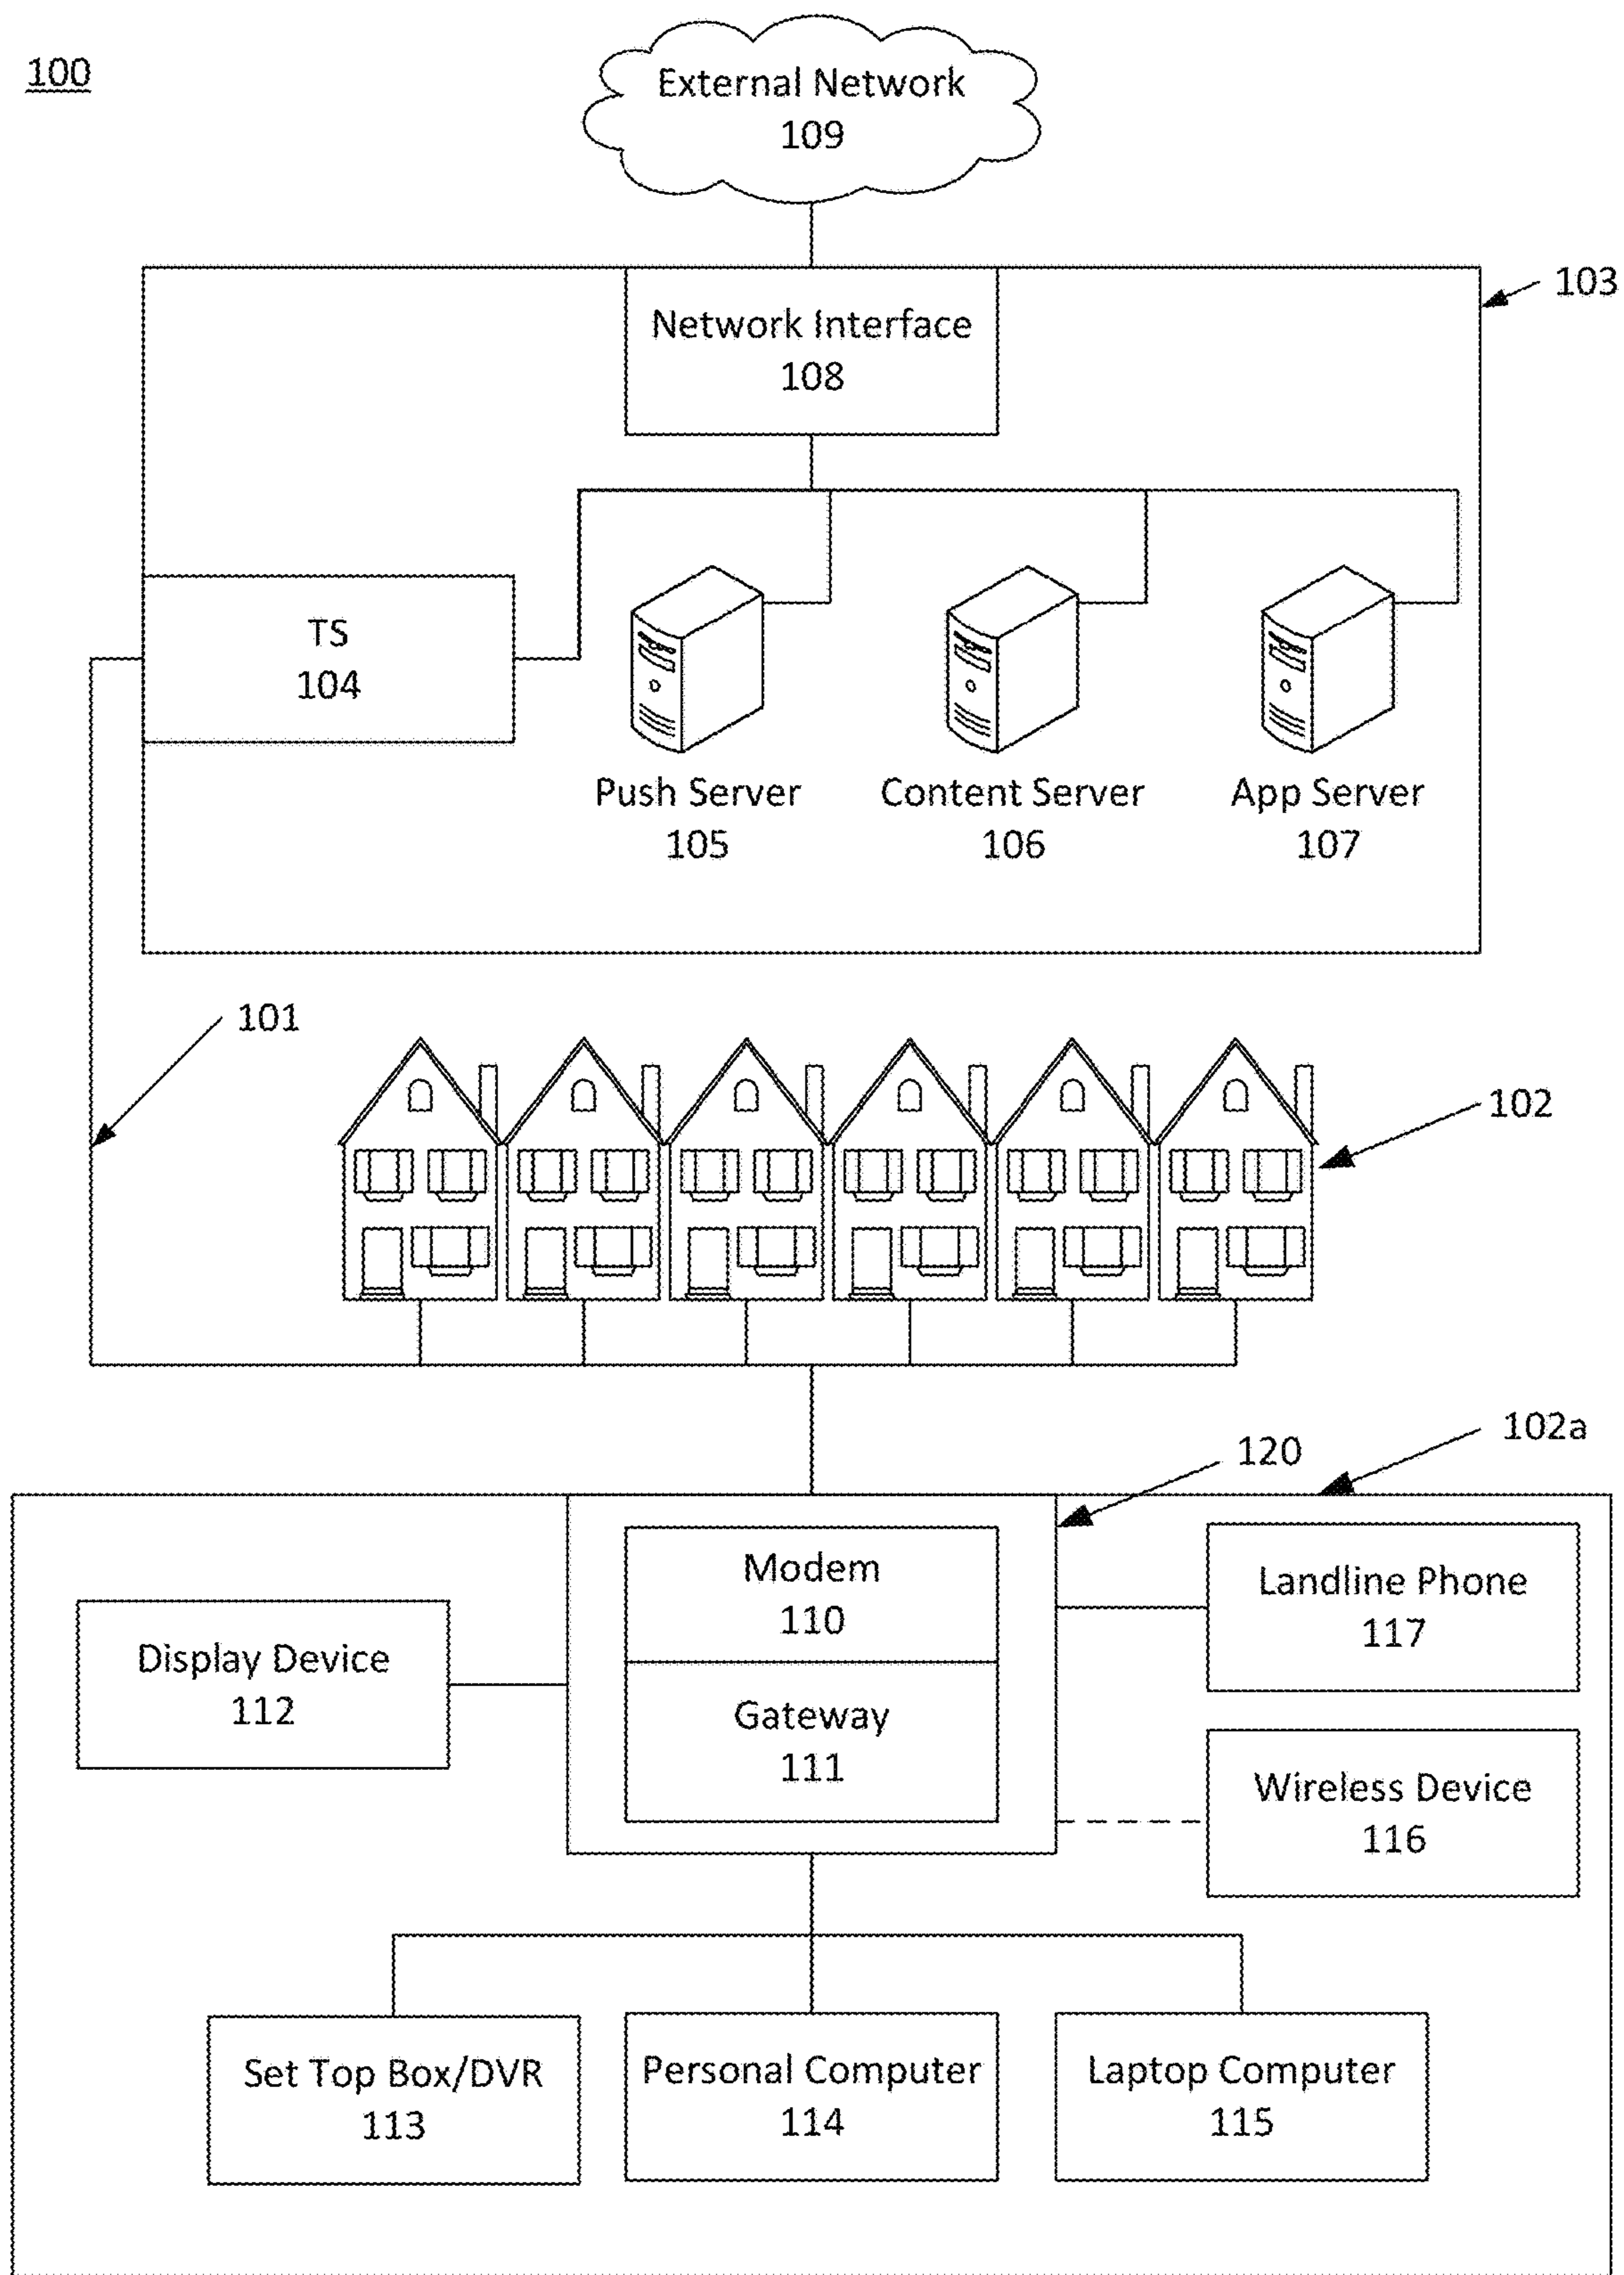 100
External Network
109
103
Network Interface
108
TS
104
Push Server
105
Content Server
106
App Server
107
101
102
102a
120
Modem
110
Landline Phone
117
Display Device
112
Gateway
111
Wireless Device
116
Set Top Box/DVR
113
Personal Computer
114
Laptop Computer
115